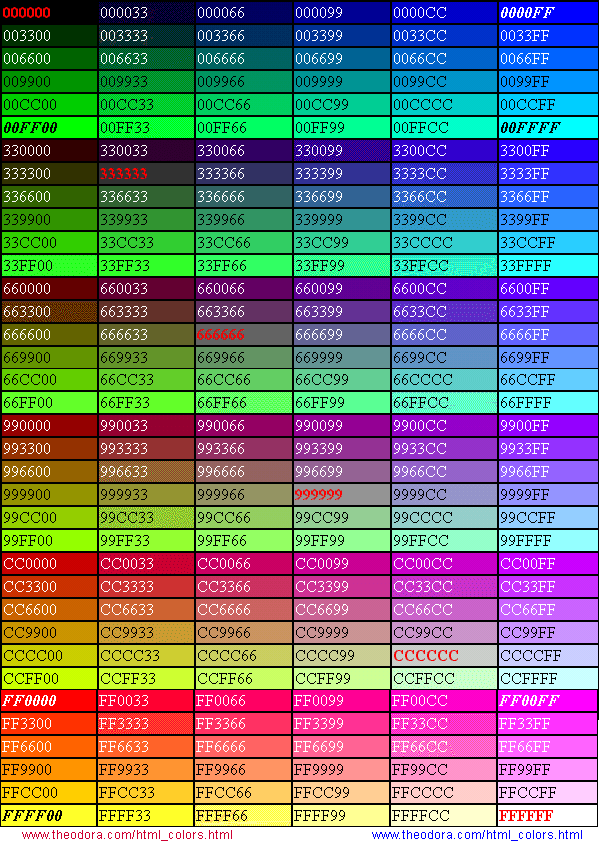 000000 000033 000066 000099 0000CC 0000FF
003300 003333 003366 003399 0033CC 0033FF
006600 006633 006666 006699 0066CC 0066FF
009900 009933 009966 009999 0099CC 0099FF
00CC00 00CC33 00CC66 00CC99 00CCCC 00CCFF
00FF00 00FF33 00FF66 00FF99 00FFCC 00FFFF
330000 330033 330066 330099 3300CC 3300FF
333300 333333 333366 333399 3333CC 3333FF
336600 336633 336666 336699 3366CC 3366FF
339900 339933 339966 339999 3399CC 3399FF
33CC00 33CC33 33CC66 33CC99 33CCCC 33CCFF
33FF00 33FF33 33FF66 33FF99 33FFCC 33FFFF
660000 660033 660066 660099 6600CC 6600FF
663300 663333 663366 663399 6633CC 6633FF
666600 666633 666666 666699 6666CC 6666FF
669900 669933 669966 669999 6699CC 6699FF
66CC00 66CC33 66CC66 66CC99 66CCCC 66CCFF
66FF00 66FF33 66FF66 66FF99 66FFCC 66FFFF
990000 990033 990066 990099 9900CC 9900FF
993300 993333 993366 993399 9933CC 9933FF
996600 996633 996666 996699 9966CC 9966FF
999900 999933 999966 999999 9999CC 9999FF
99CC00 99CC33 99CC66 99CC99 99CCCC 99CCFF
99FF00 99FF33 99FF66 99FF99 99FFCC 99FFFF
CC0000 CC0033 CC0066 CC0099 CC00CC CC00FF
CC3300 CC3333 CC3366 CC3399 CC33CC CC33FF
CC6600 CC6633 CC6666 CC6699 CC66CC CC66FF
CC9900 CC9933 CC9966 CC9999 CC99CC CC99FF
CCCC00 CCCC33 CCCC66 CCCC99 CCCCCC CCCCFF
CCFF00 CCFF33 CCFF66 CCFF99 CCFFCC CCFFFF
FF0000 FF0033 FF0066 FF0099 FF00CC FF00FF
FF3300 FF3333 FF3366 FF3399 FF33CC FF33FF
FF6600 FF6633 FF6666 FF6699 FF66CC FF66FF
FF9900 FF9933 FF9966 FF9999 FF99CC FF99FF
FFCC00 FFCC33 FFCC66 FFCC99 FFCCCC FFCCFF
FFFF00 FFFF33 FFFF66 FFFF99 FFFFCC FFFFFF
www.theodora.com/html_colors.html www.theodora.com/html_colors.html